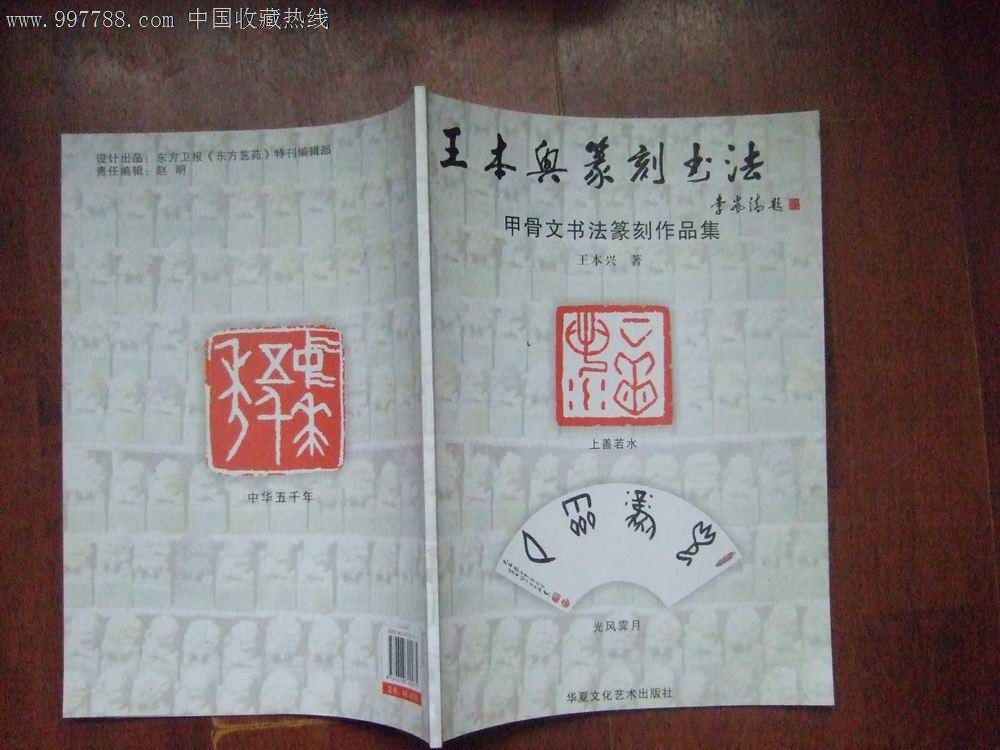 www.997788.com 中国收藏热线
设计出品：东方卫报《东方艺苑》特刊编辑部
责任编辑：赵 明
中华五千年
王本興篆刻书法
李岚清题
甲骨文书法篆刻作品集
王本兴 著
上善若水
光风霁月
华夏文化艺术出版社